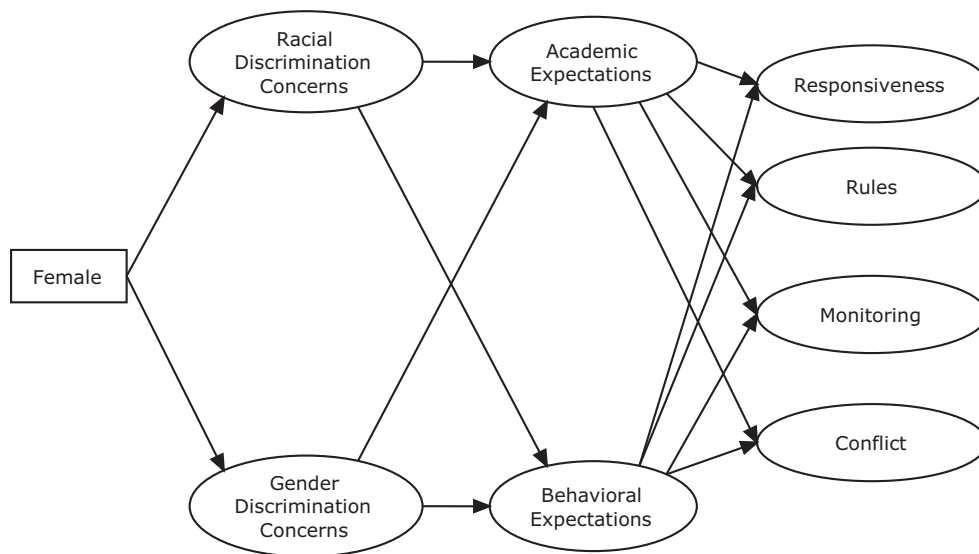 Racial
Discrimination
Concerns
Academic
Expectations
Responsiveness
Rules
Female
Monitoring
Conflict
Gender
Discrimination
Concerns
Behavioral
Expectations